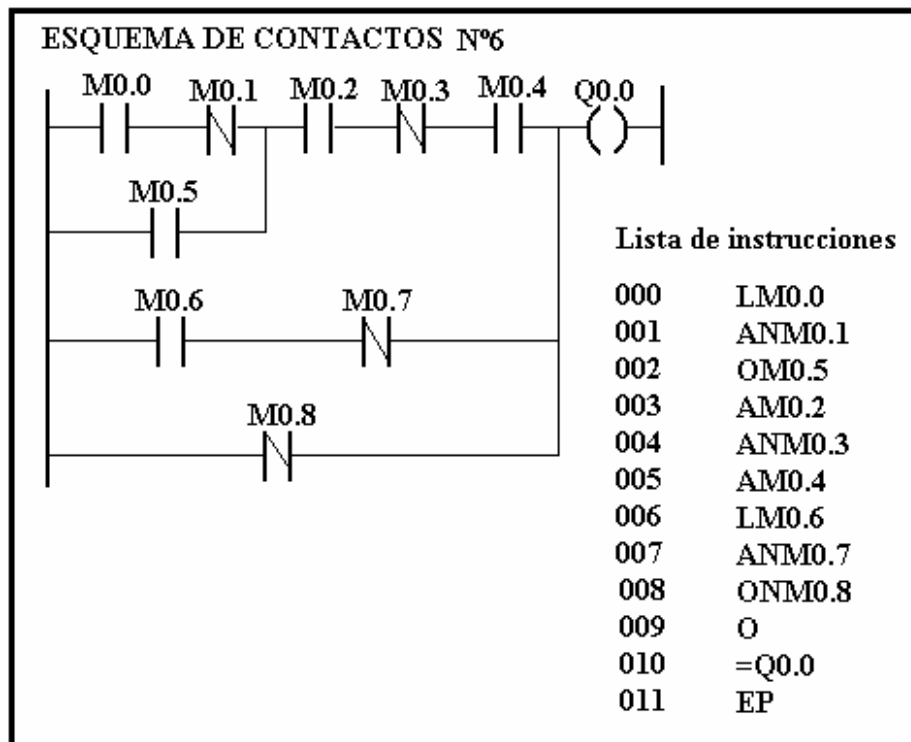 ESQUEMA DE CONTACTOS Nº6
M0.0 M0.1 M0.2 M0.3 M0.4 Q0.0
M0.5
M0.6 M0.7
M0.8
Lista de instrucciones
000 LM0.0
001 ANM0.1
002 OM0.5
003 AM0.2
004 ANM0.3
005 AM0.4
006 LM0.6
007 ANM0.7
008 ONM0.8
009 O
010 =Q0.0
011 EP